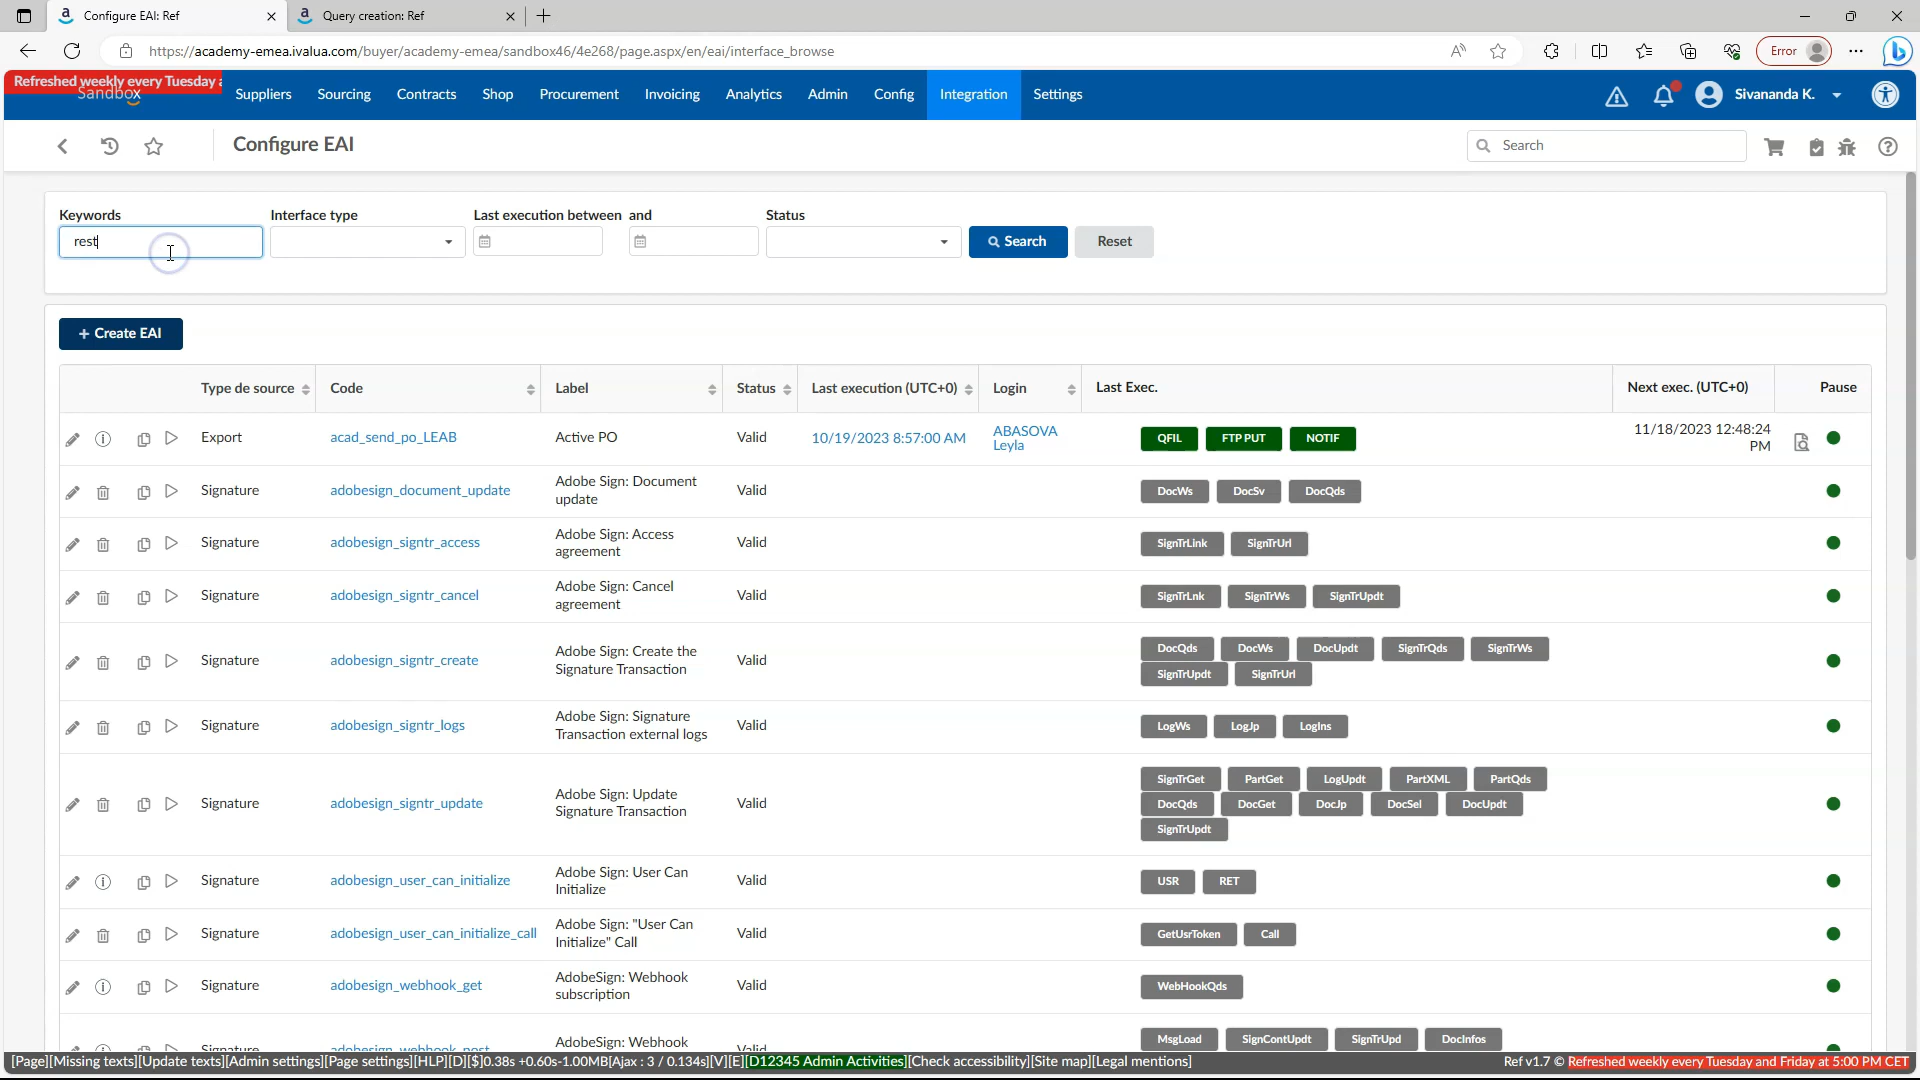 Configure EAI: Ref
Query creation: Ref
https://academy-emea.ivalua.com/buyer/academy-emea/sandbox46/4e268/page.aspx/en/eai/interface_browse
Error
Refreshed weekly every Tuesday a
Sandbox
Suppliers
Sourcing
Contracts
Shop
Procurement
Invoicing
Analytics
Admin
Config
Integration
Settings
Sivananda K.
Configure EAI
Search
Keywords
Interface type
Last execution between
and
Status
rest
Search
Reset
+ Create EAI
Type de source
Code
Label
Status
Last execution (UTC+0)
Login
Last Exec.
Next exec. (UTC+0)
Pause
Export
acad_send_po_LEAB
Active PO
Valid
10/19/2023 8:57:00 AM
ABASOVA
Leyla
QFIL
FTP PUT
NOTIF
11/18/2023 12:48:24
PM
Signature
adobesign_document_update
Adobe Sign: Document
update
Valid
DocWs
DocSv
DocQds
Signature
adobesign_signtr_access
Adobe Sign: Access
agreement
Valid
SignTrLink
SignTrUrl
Signature
adobesign_signtr_cancel
Adobe Sign: Cancel
agreement
Valid
SignTrLnk
SignTrWs
SignTrUpdt
Signature
adobesign_signtr_create
Adobe Sign: Create the
Signature Transaction
Valid
DocQds
DocWs
DocUpdt
SignTrQds
SignTrWs
SignTrUpdt
SignTrUrl
Signature
adobesign_signtr_logs
Adobe Sign: Signature
Transaction external logs
Valid
LogWs
LogJp
LogIns
Signature
adobesign_signtr_update
Adobe Sign: Update
Signature Transaction
Valid
SignTrGet
PartGet
LogUpdt
PartXML
PartQds
DocQds
DocGet
DocJp
DocSel
DocUpdt
SignTrUpdt
Signature
adobesign_user_can_initialize
Adobe Sign: User Can
Initialize
Valid
USR
RET
Signature
adobesign_user_can_initialize_call
Adobe Sign: "User Can
Initialize" Call
Valid
GetUsrToken
Call
Signature
adobesign_webhook_get
AdobeSign: Webhook
subscription
Valid
WebHookQds
Signature
adobesign_webhook_post
AdobeSign: Webhook
Valid
MsgLoad
SignContUpdt
SignTrUpd
DocInfos
[Page][Missing texts][Update texts][Admin settings][Page settings][HLP][D][$]0.38s +0.60s-1.00MB[Ajax : 3 / 0.134s][V][E][D12345 Admin Activities][Check accessibility][Site map][Legal mentions]
Ref v1.7 © Refreshed weekly every Tuesday and Friday at 5:00 PM CET